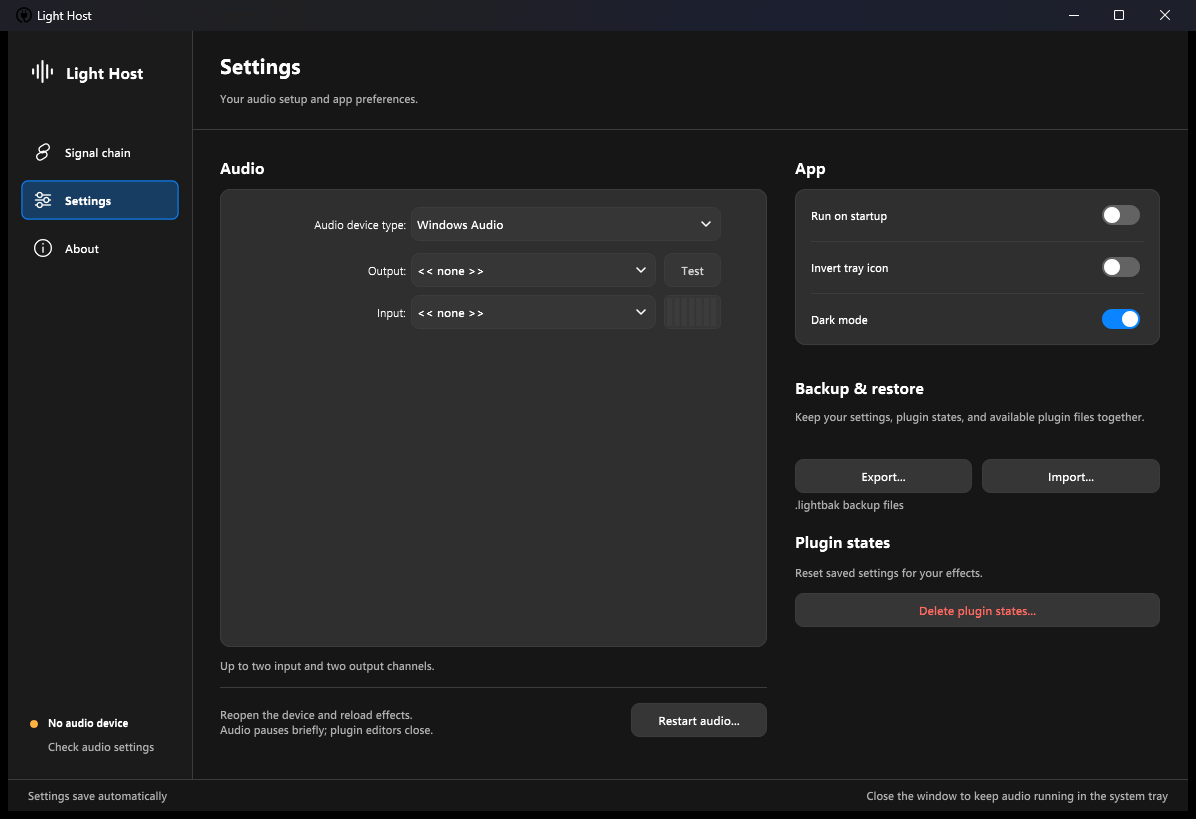 Light Host
Light Host
Signal chain
Settings
About
No audio device
Check audio settings
Settings
Your audio setup and app preferences.
Audio
Audio device type: Windows Audio
Output: << none >> Test
Input: << none >>
Up to two input and two output channels.
Reopen the device and reload effects.
Audio pauses briefly; plugin editors close.
Restart audio...
App
Run on startup
Invert tray icon
Dark mode
Backup & restore
Keep your settings, plugin states, and available plugin files together.
Export... Import...
.lightbak backup files
Plugin states
Reset saved settings for your effects.
Delete plugin states...
Settings save automatically
Close the window to keep audio running in the system tray